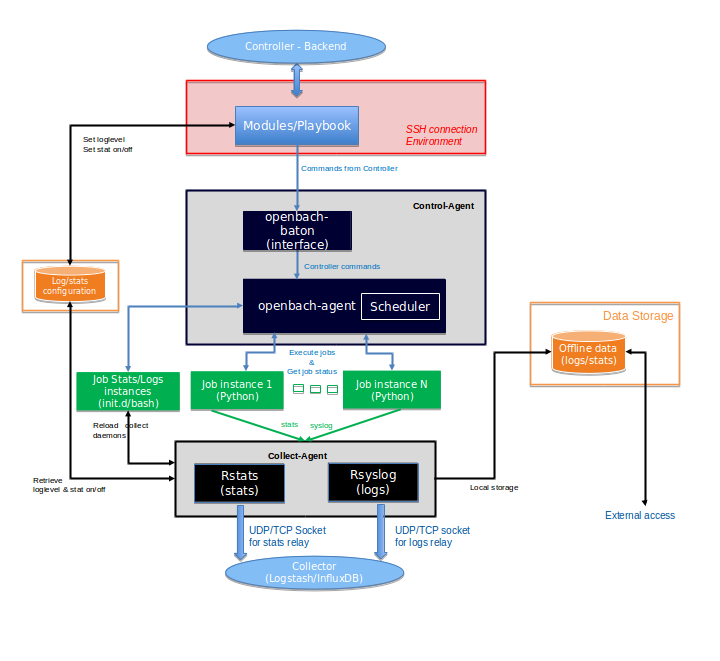 Controller - Backend
Modules/Playbook
SSH connection
Environment
Set loglevel
Set stat on/off
Commands from Controller
Control-Agent
openbach-
baton
(interface)
Controller commands
Log/stats
configuration
openbach-agent
Scheduler
Data Storage
Offline data
(logs/stats)
Execute jobs
&
Get job status
Job Stats/Logs
instances
(init.d/bash)
Job instance 1
(Python)
Job instance N
(Python)
Reload collect
daemons
stats
syslog
Collect-Agent
Rstats
(stats)
Rsyslog
(logs)
Retrieve
loglevel & stat on/off
Local storage
External access
UDP/TCP Socket
for stats relay
UDP/TCP socket
for logs relay
Collector
(Logstash/InfluxDB)